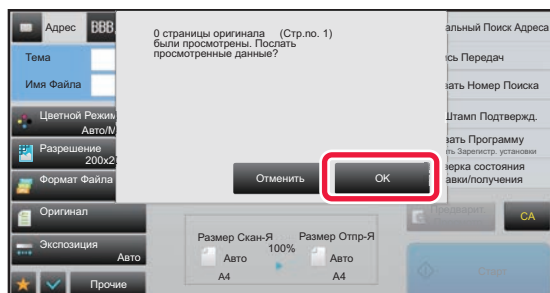 Адрес
BBB
0 страницы оригинала (Стр.no. 1)
были просмотрены. Послать
просмотренные данные?
альный Поиск Адреса
Тема
сь Передач
Имя Файла
вать Номер Поиска
Цветной Режим
Авто/М
Штамп Подтвержд.
Разрешение
200x2
вать Программу
ть Зарегистр. установки
Формат Файла
Отменить
OK
ерка состояния
авки/получения
Оригинал
Предварит.
CA
Экспозиция
Авто
Размер Скан-Я
Размер Отпр-Я
100%
Авто
Авто
A4
A4
Прочие
Старт